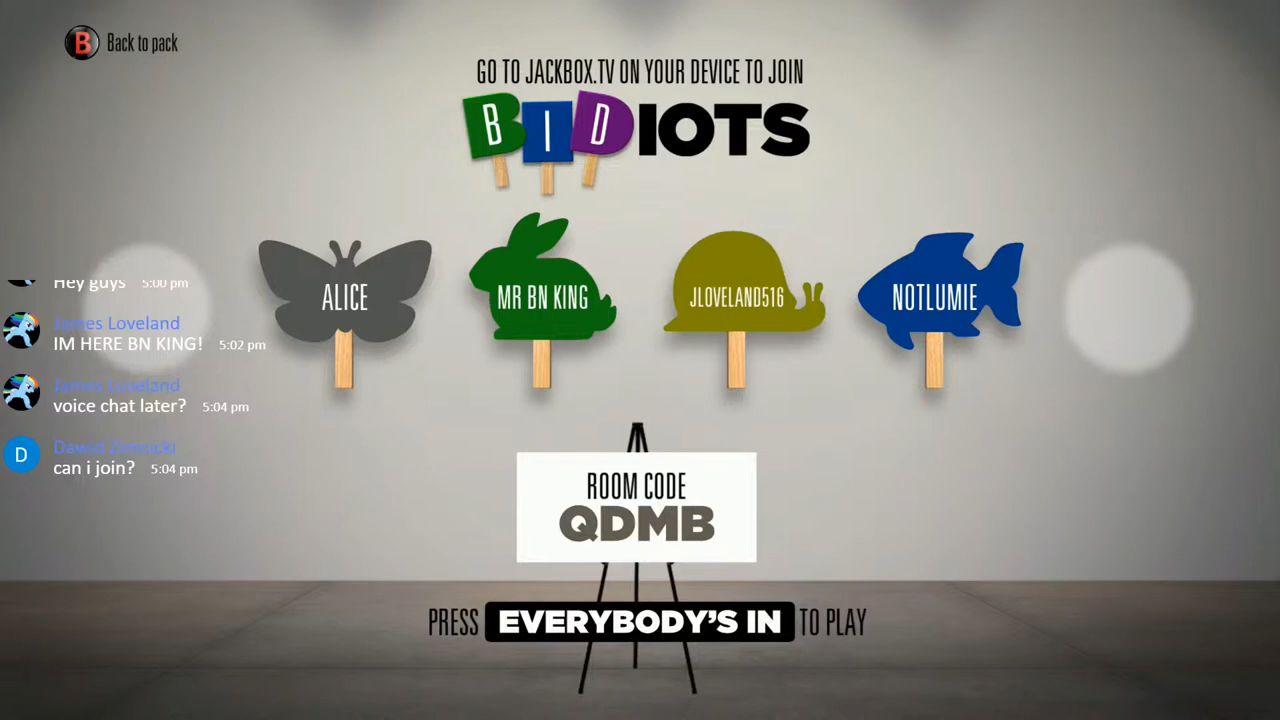 B Back to pack
GO TO JACKBOX.TV ON YOUR DEVICE TO JOIN
BIDIOTS
ALICE
MR BN KING
JLOVELAND516
NOTLUMIE
Hey guys 5:00 pm
James Loveland
IM HERE BN KING! 5:02 pm
James Loveland
voice chat later? 5:04 pm
D
Dawid Zimnicki
can i join? 5:04 pm
ROOM CODE
QDMB
PRESS EVERYBODY'S IN TO PLAY